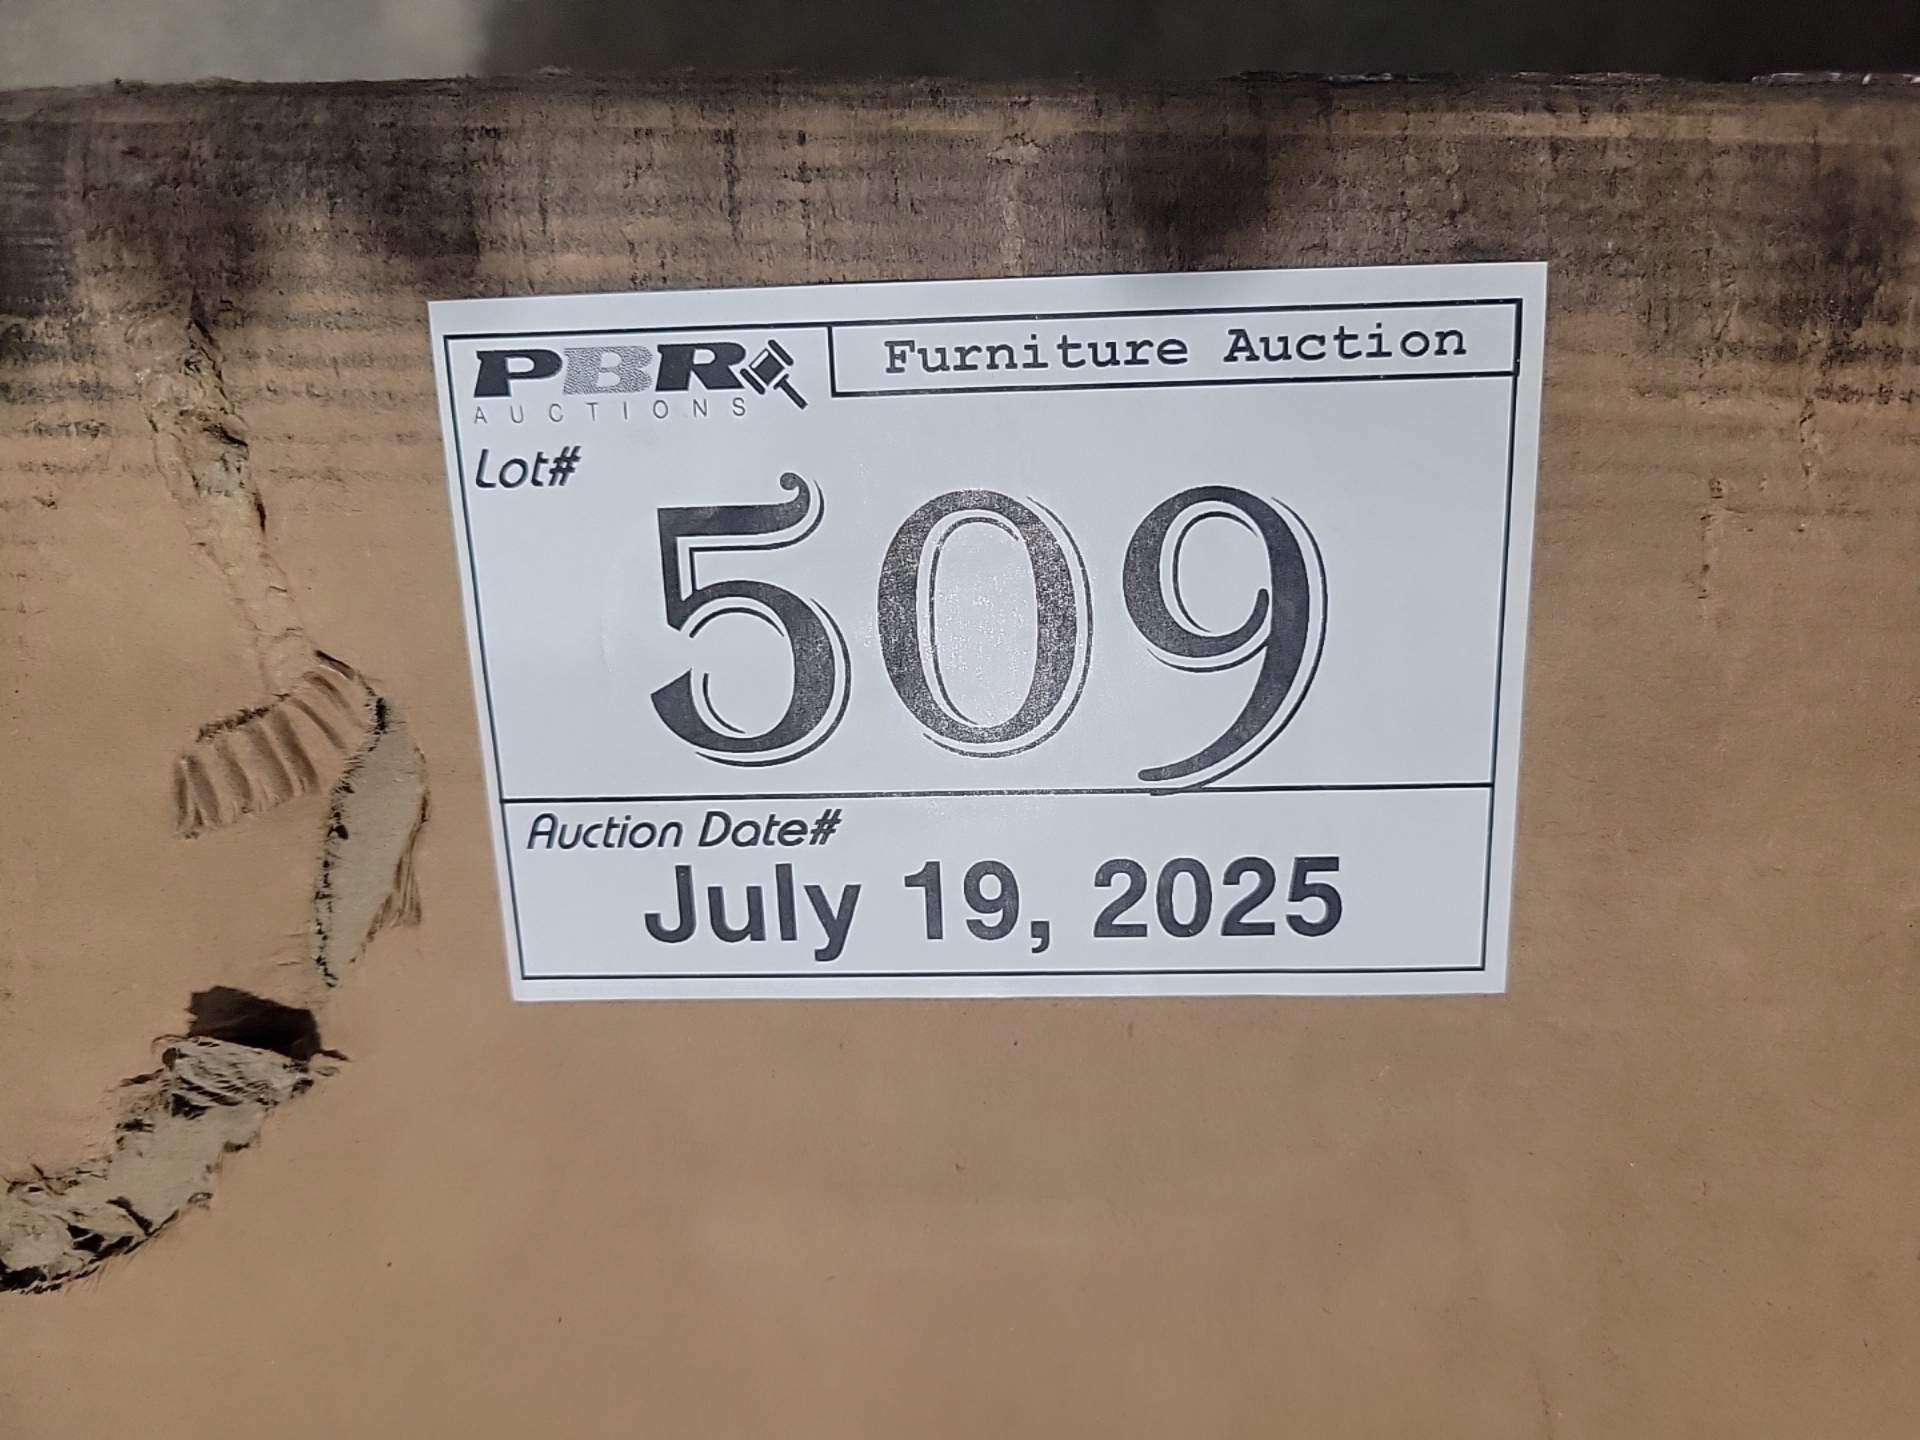 PBR
AUCTIONS
Furniture Auction
Lot#
509
Auction Date#
July 19, 2025